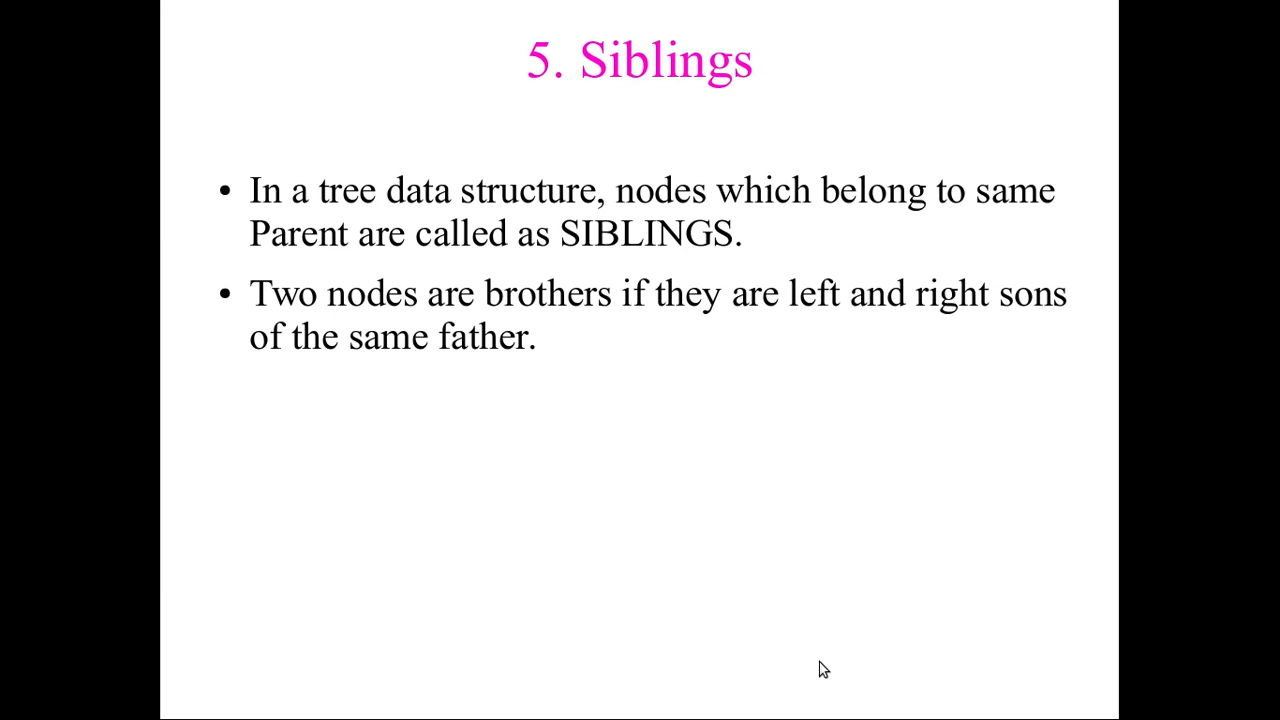 5. Siblings
• In a tree data structure, nodes which belong to same
Parent are called as SIBLINGS.
• Two nodes are brothers if they are left and right sons
of the same father.